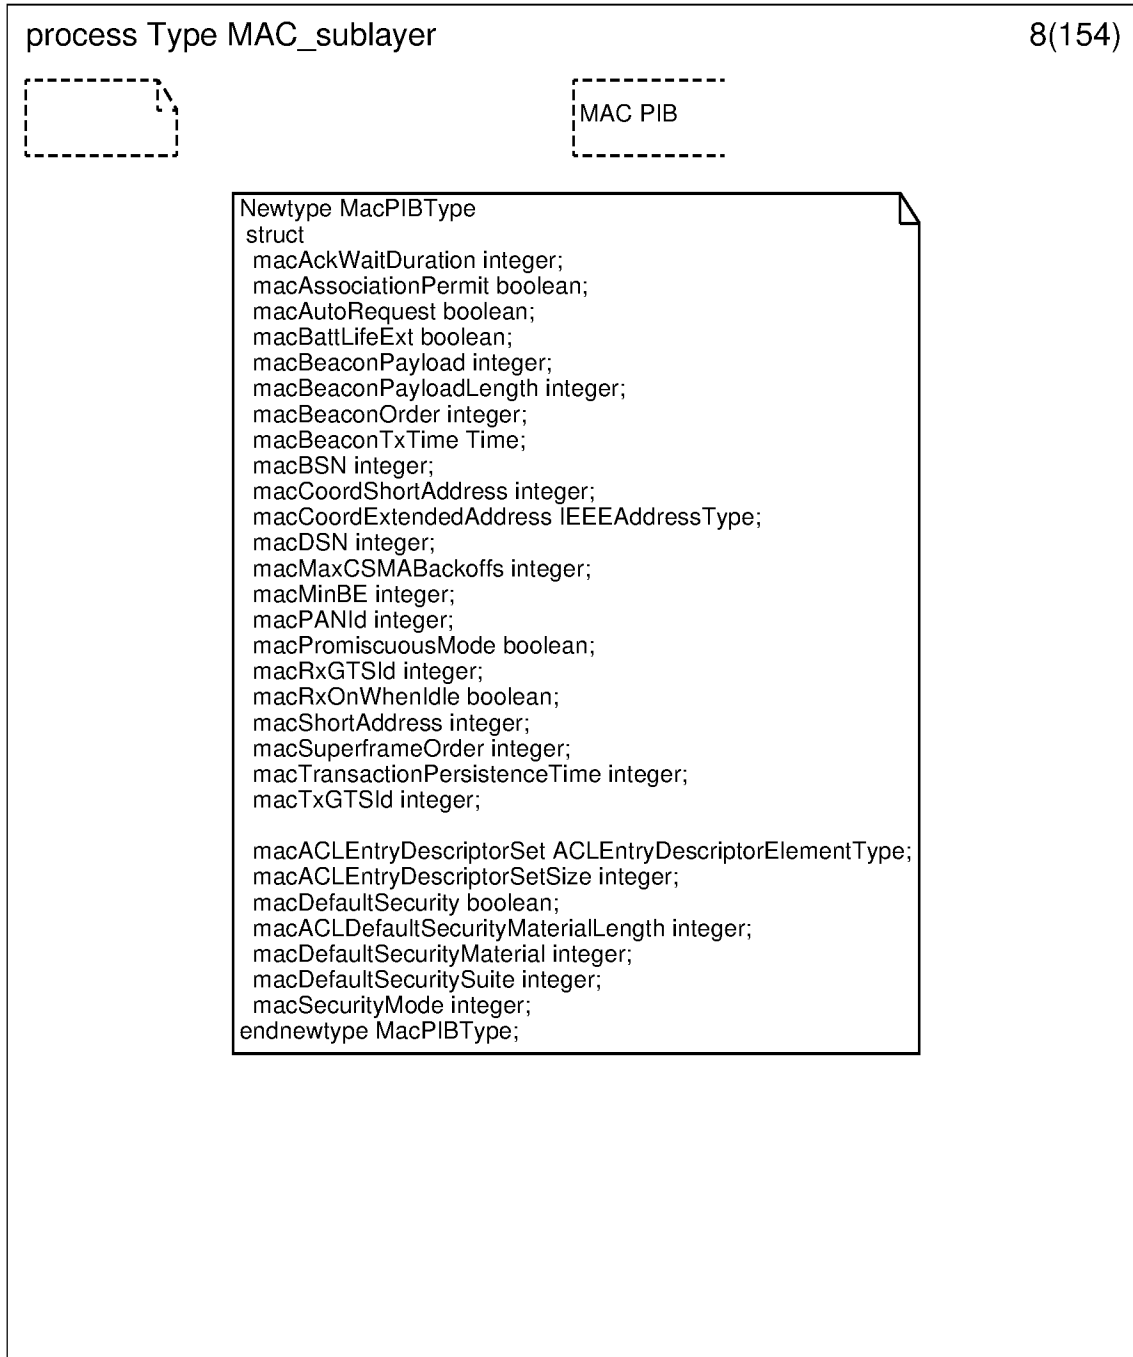 process Type MAC_sublayer
8(154)
MAC PIB
Newtype MacPIBType
struct
macAckWaitDuration integer;
macAssociationPermit boolean;
macAutoRequest boolean;
macBattLifeExt boolean;
macBeaconPayload integer;
macBeaconPayloadLength integer;
macBeaconOrder integer;
macBeaconTxTime Time;
macBSN integer;
macCoordShortAddress integer;
macCoordExtendedAddress IEEEAddressType;
macDSN integer;
macMaxCSMABackoffs integer;
macMinBE integer;
macPANId integer;
macPromiscuousMode boolean;
macRxGTSId integer;
macRxOnWhenIdle boolean;
macShortAddress integer;
macSuperframeOrder integer;
macTransactionPersistenceTime integer;
macTxGTSId integer;
macACLEntryDescriptorSet ACLEntryDescriptorElementType;
macACLEntryDescriptorSetSize integer;
macDefaultSecurity boolean;
macACLDefaultSecurityMaterialLength integer;
macDefaultSecurityMaterial integer;
macDefaultSecuritySuite integer;
macSecurityMode integer;
endnewtype MacPIBType;